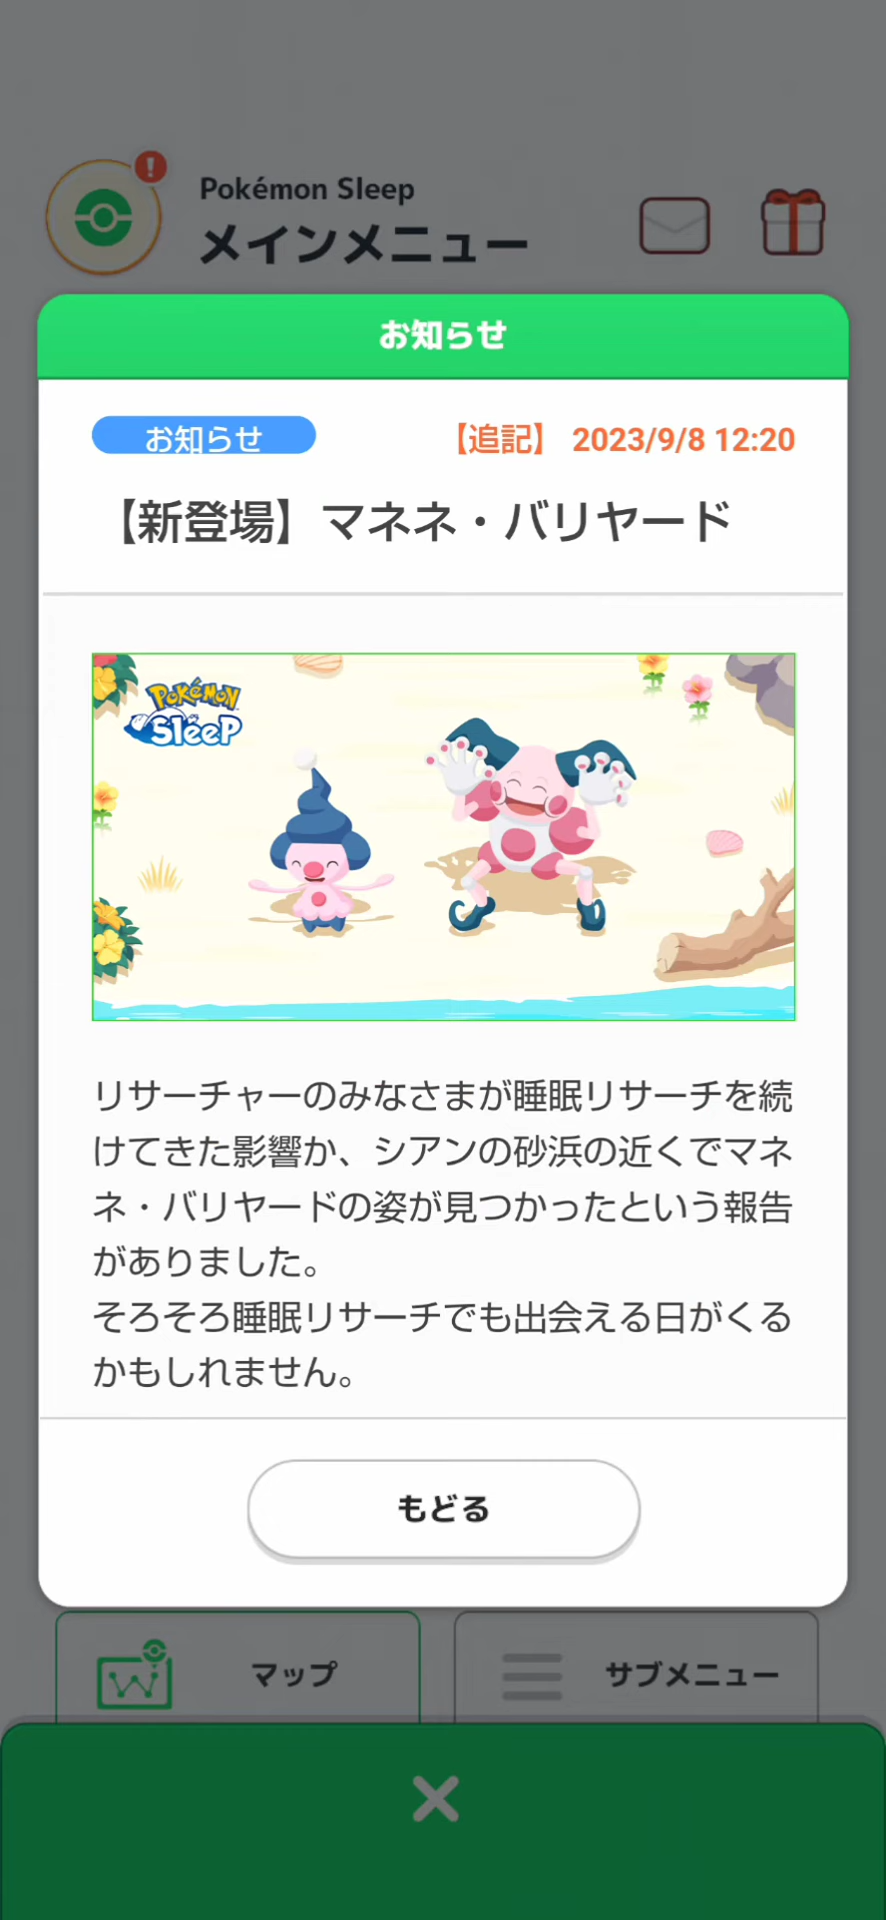 Pokémon Sleep
メインメニュー
お知らせ
お知らせ
【追記】 2023/9/8 12:20
【新登場】マネネ・バリヤード
POKéMON
Sleep
リサーチャーのみなさまが睡眠リサーチを続
けてきた影響か、シアンの砂浜の近くでマネ
ネ・バリヤードの姿が見つかったという報告
がありました。
そろそろ睡眠リサーチでも出会える日がくる
かもしれません。
もどる
マップ
サブメニュー